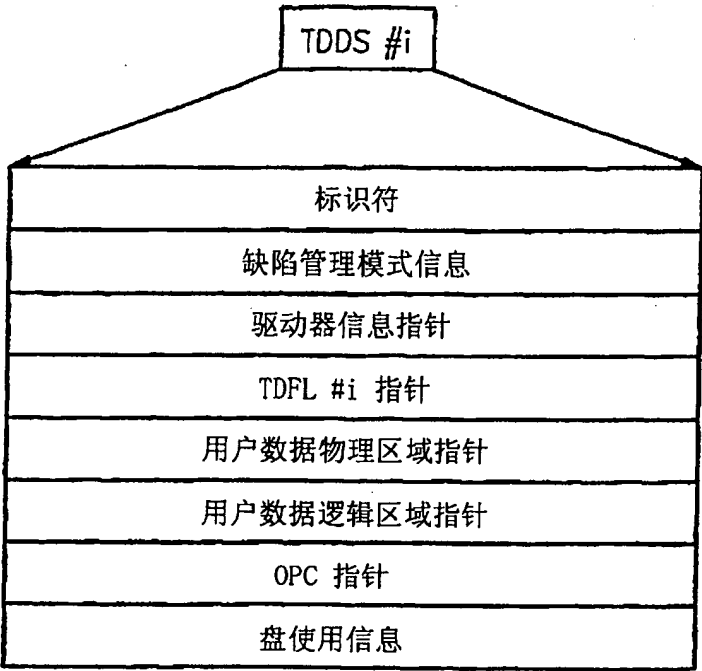 TDDS #i
标识符
缺陷管理模式信息
驱动器信息指针
TDFL #i 指针
用户数据物理区域指针
用户数据逻辑区域指针
OPC 指针
盘使用信息